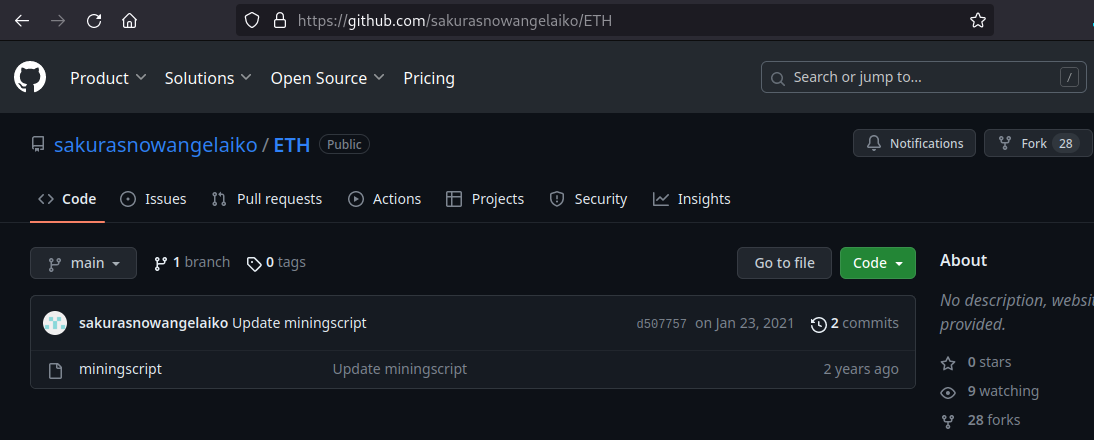 https://github.com/sakurasnowangelaiko/ETH
Product Solutions Open Source Pricing Search or jump to... /
sakurasnowangelaiko / ETH Public Notifications Fork 28
Code Issues Pull requests Actions Projects Security Insights
main 1 branch 0 tags Go to file Code
About
No description, websi
provided.
sakurasnowangelaiko Update miningscript d507757 on Jan 23, 2021 2 commits
miningscript Update miningscript 2 years ago
0 stars
9 watching
28 forks